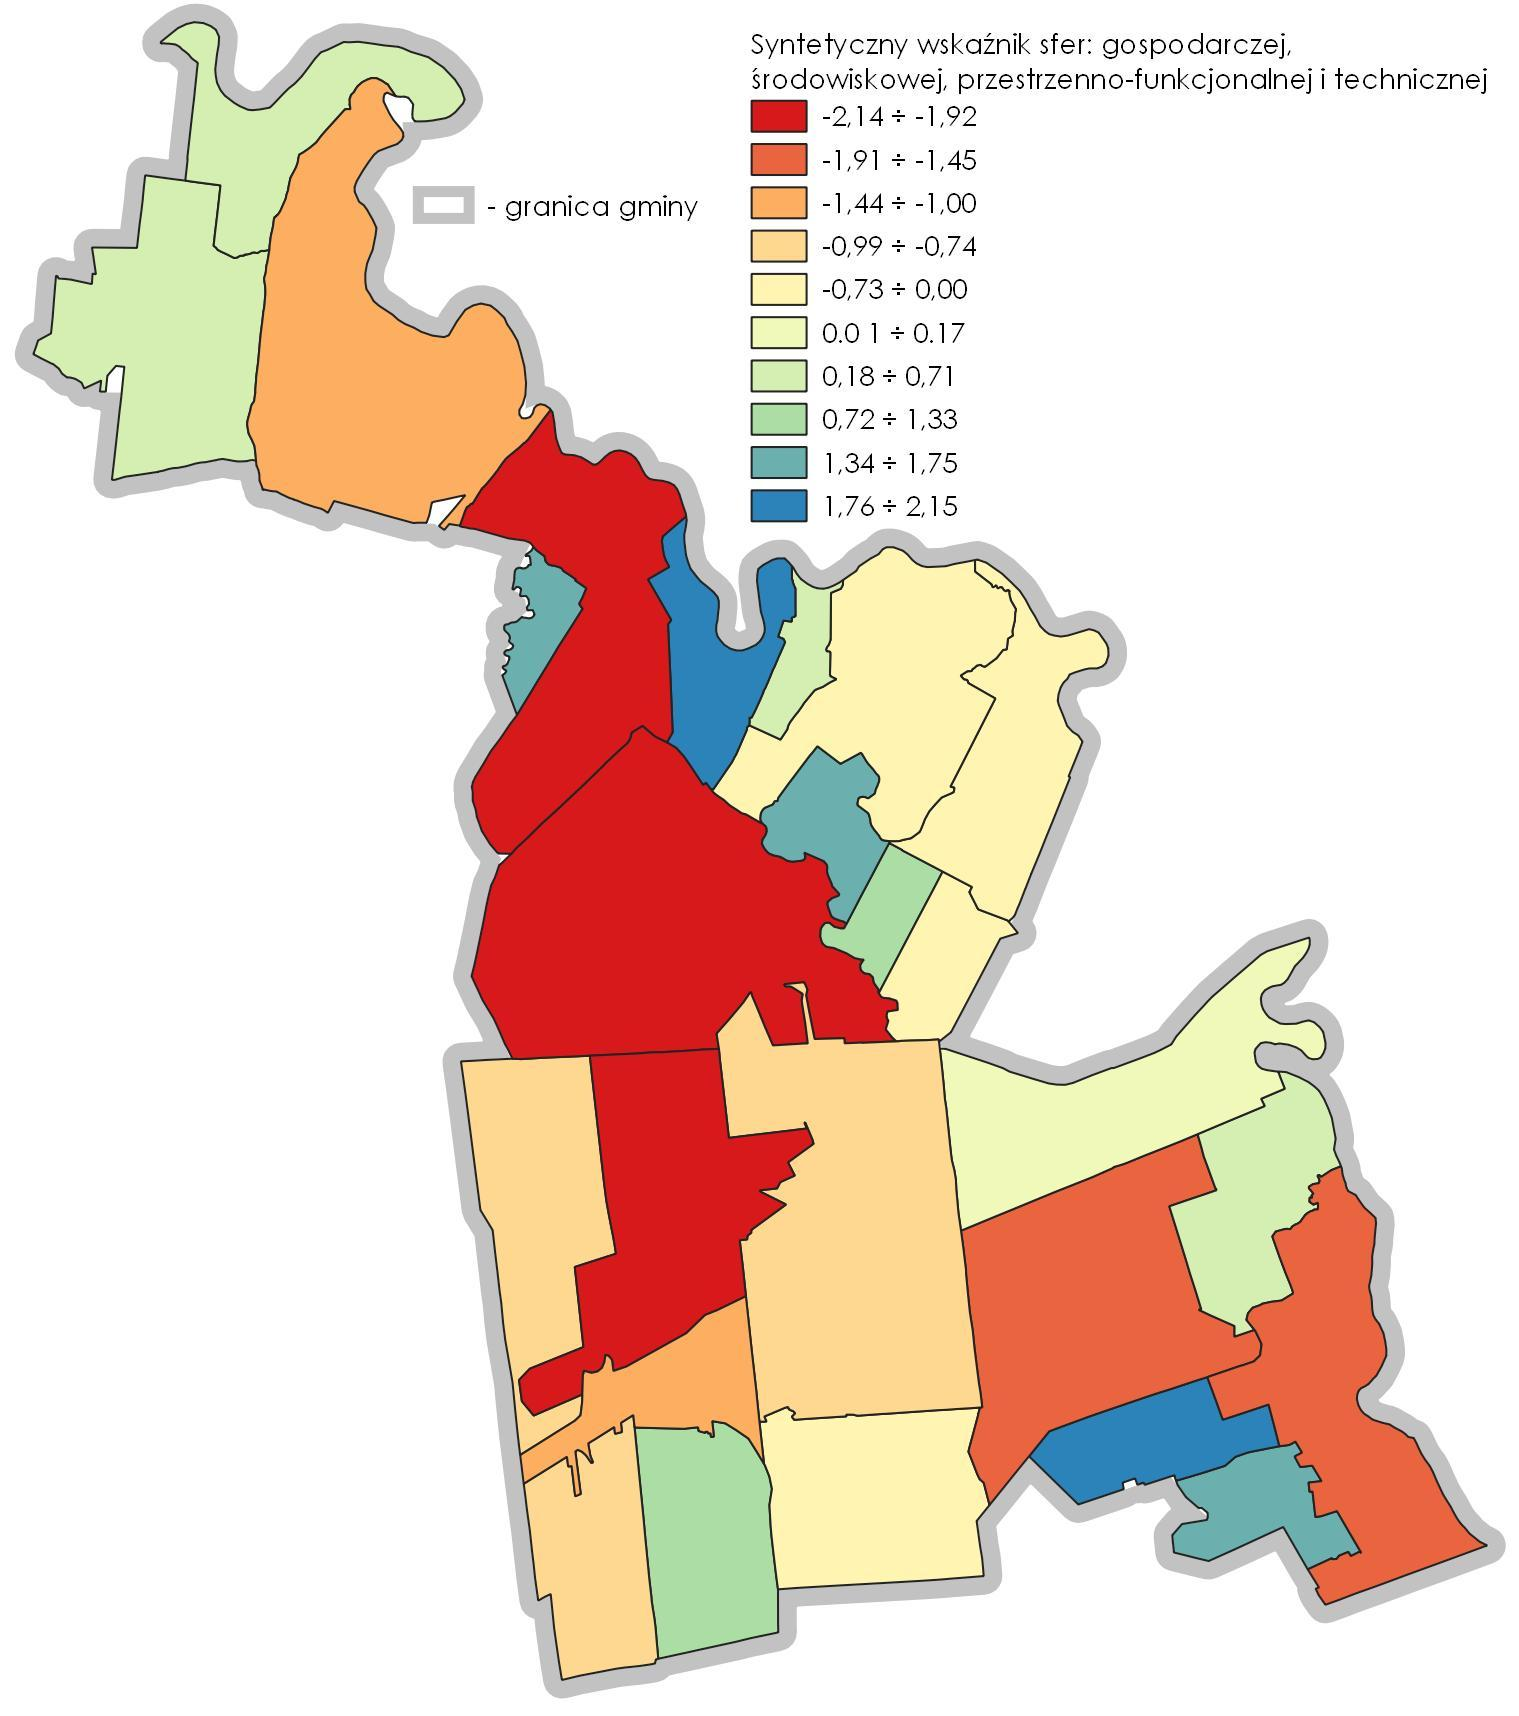 Syntetyczny wskaźnik sfer: gospodarczej,
środowiskowej, przestrzenno-funkcjonalnej i technicznej
-2,14 ÷ -1,92
-1,91 ÷ -1,45
-1,44 ÷ -1,00
-0,99 ÷ -0,74
-0,73 ÷ 0,00
0.0 1 ÷ 0.17
0,18 ÷ 0,71
0,72 ÷ 1,33
1,34 ÷ 1,75
1,76 ÷ 2,15
- granica gminy